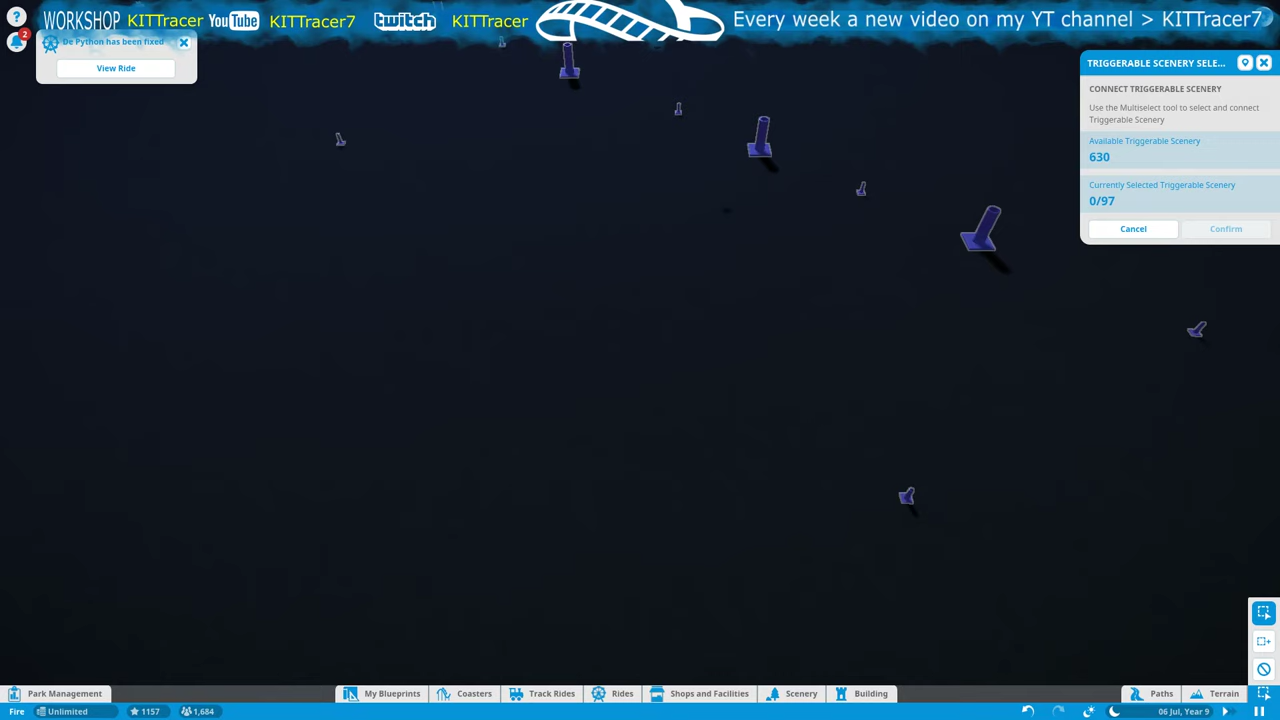 WORKSHOP KITTracer YouTube KITTracer7 twitch KITTracer Every week a new video on my YT channel > KITTracer7
?
2
De Python has been fixed
View Ride
TRIGGERABLE SCENERY SELE...
CONNECT TRIGGERABLE SCENERY
Use the Multiselect tool to select and connect
Triggerable Scenery
Available Triggerable Scenery
630
Currently Selected Triggerable Scenery
0/97
Cancel
Confirm
Park Management
My Blueprints
Coasters
Track Rides
Rides
Shops and Facilities
Scenery
Building
Paths
Terrain
Fire
Unlimited
1157
1,684
06 Jul, Year 9